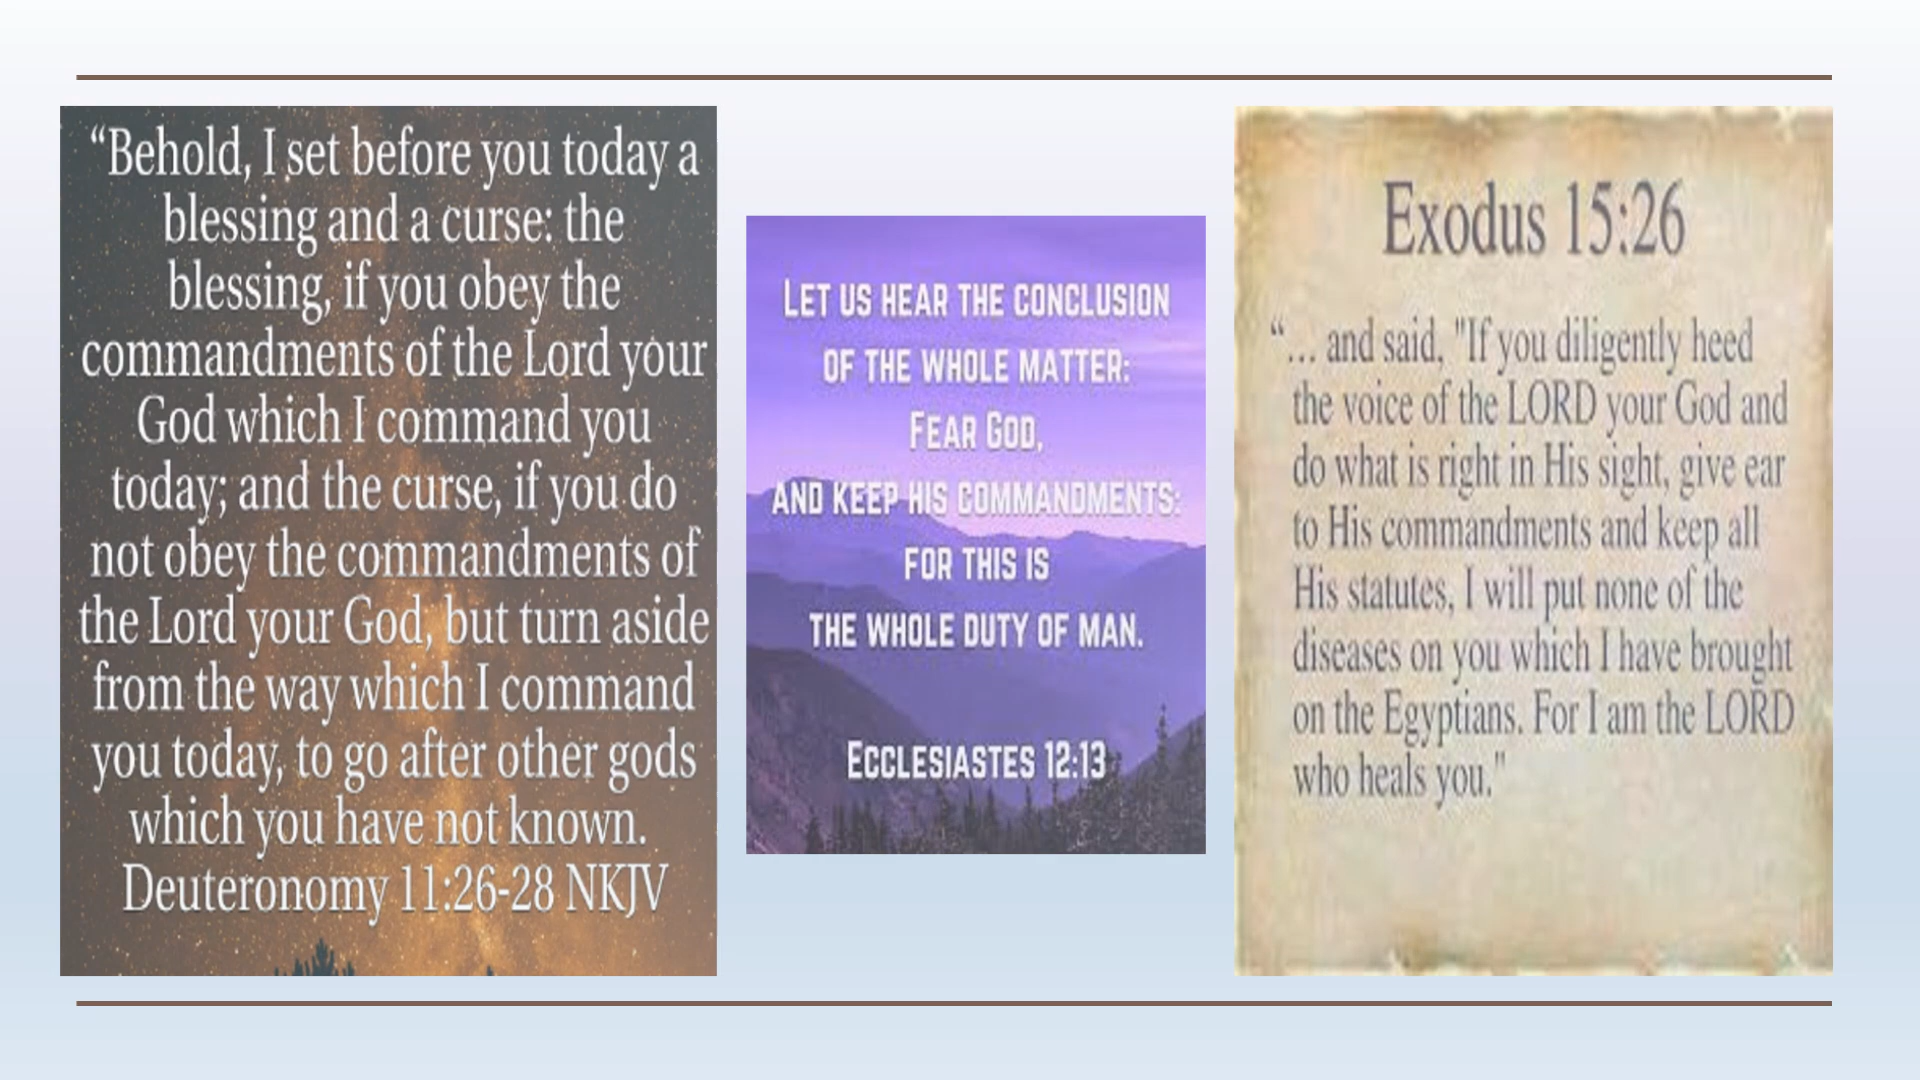 “Behold, I set before you today a
blessing and a curse: the
blessing, if you obey the
commandments of the Lord your
God which I command you
today; and the curse, if you do
not obey the commandments of
the Lord your God, but turn aside
from the way which I command
you today, to go after other gods
which you have not known.
Deuteronomy 11:26-28 NKJV
LET US HEAR THE CONCLUSION
OF THE WHOLE MATTER:
FEAR GOD,
AND KEEP HIS COMMANDMENTS:
FOR THIS IS
THE WHOLE DUTY OF MAN.
ECCLESIASTES 12:13
Exodus 15:26
“... and said, "If you diligently heed
the voice of the LORD your God and
do what is right in His sight, give ear
to His commandments and keep all
His statutes, I will put none of the
diseases on you which I have brought
on the Egyptians. For I am the LORD
who heals you."